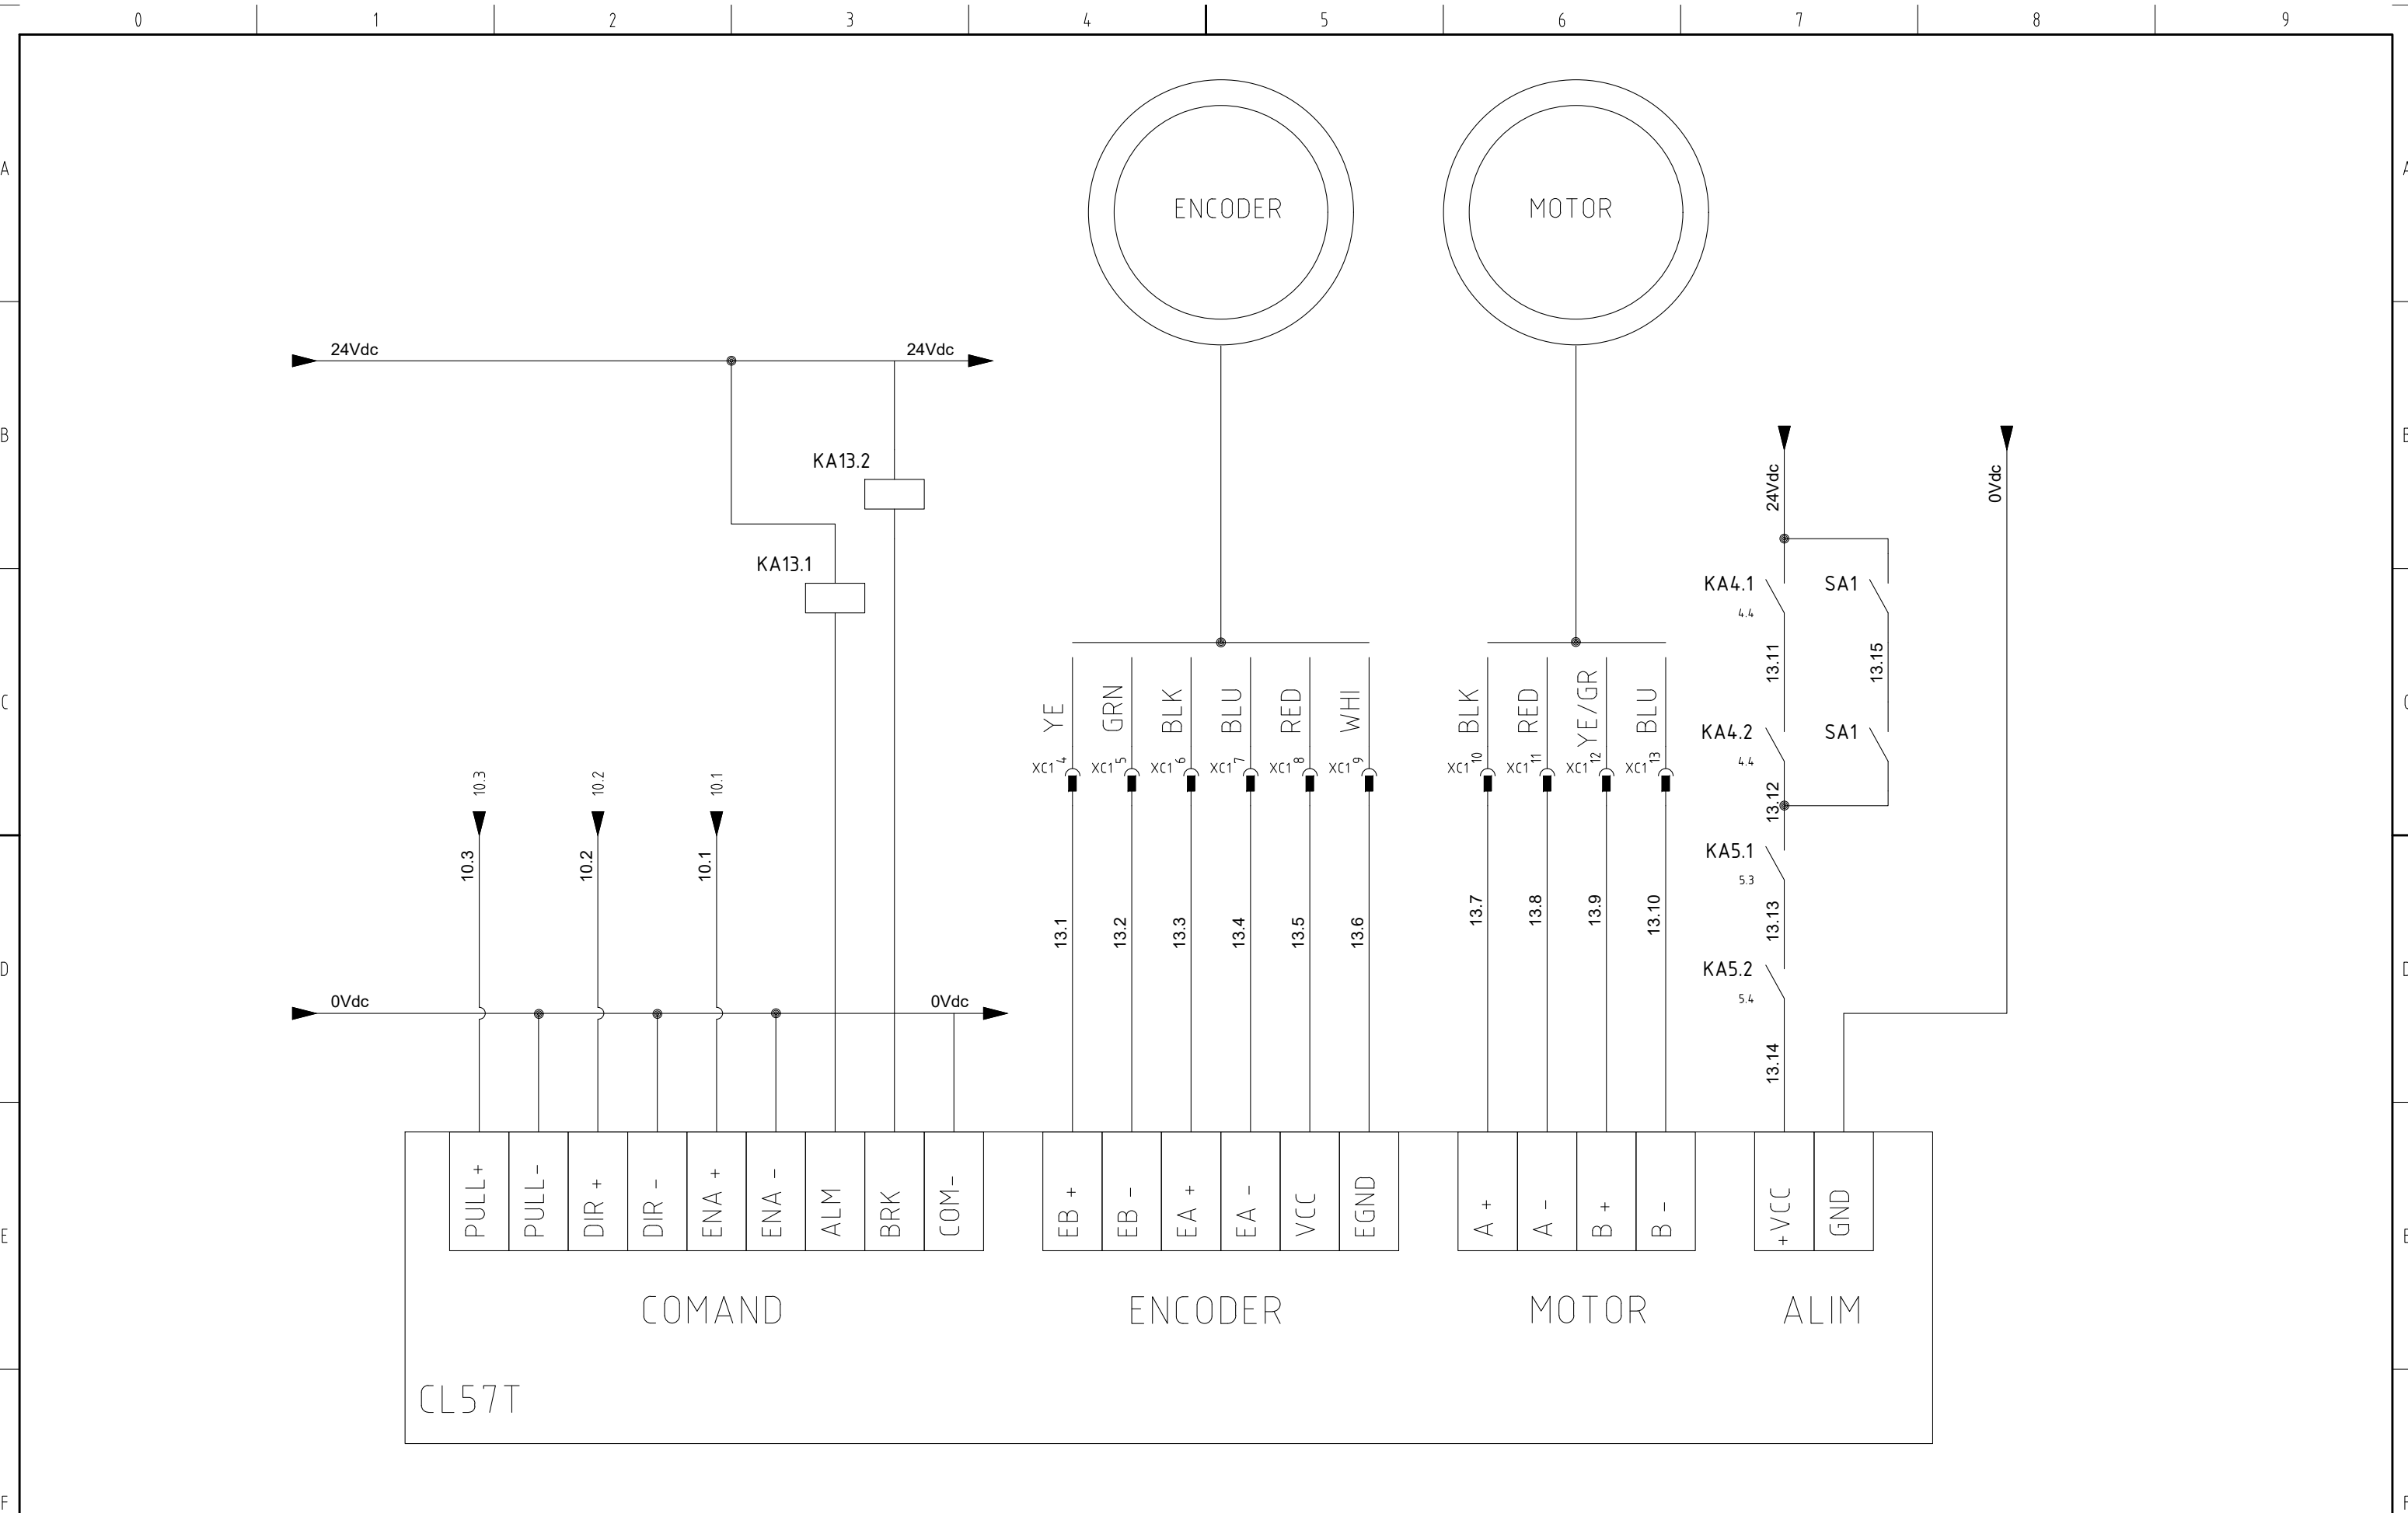 0 1 2 3 4 5 6 7 8 9
A
ENCODER MOTOR
24Vdc 24Vdc
B
KA13.2
24Vdc 0Vdc
KA13.1
KA4.1 SA1
4.4
13.11 13.15
C
YE GRN BLK BLU RED WHI BLK RED YE/GR BLU
KA4.2 SA1
4.4
XC1 4 XC1 5 XC1 6 XC1 7 XC1 8 XC1 9 XC1 10 XC1 11 XC1 12 XC1 13
10.3 10.2 10.1
13.12
10.3 10.2 10.1
KA5.1
5.3
13.1 13.2 13.3 13.4 13.5 13.6 13.7 13.8 13.9 13.10 13.13
D
KA5.2
5.4
0Vdc 0Vdc
13.14
PULL+ PULL- DIR + DIR - ENA + ENA - ALM BRK COM- EB + EB - EA + EA - VCC EGND A + A - B + B - +VCC GND
E
COMAND ENCODER MOTOR ALIM
CL57T
F